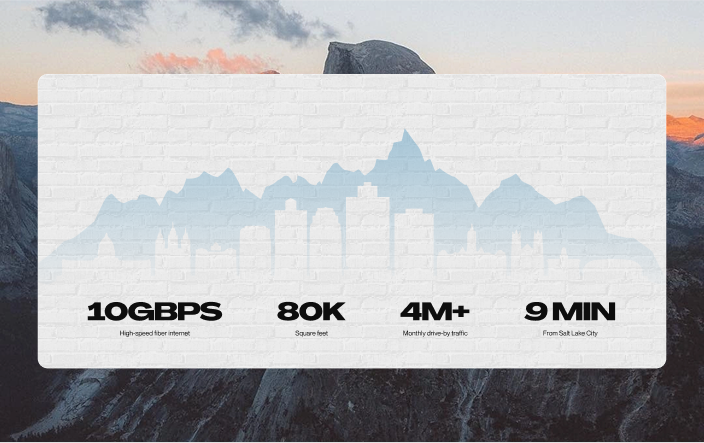 10GBPS 80K 4M+ 9 MIN
High-speed fiber internet Square feet Monthly drive-by traffic From Salt Lake City